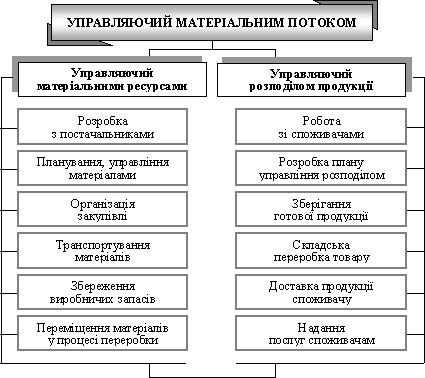 УПРАВЛЯЮЧИЙ МАТЕРІАЛЬНИМ ПОТОКОМ
Управляючий
матеріальними ресурсами
Розробка
з постачальниками
Планування, управління
матеріалами
Організація
закупівлі
Транспортування
матеріалів
Збереження
виробничих запасів
Переміщення матеріалів
у процесі переробки
Управляючий
розподілом продукції
Робота
зі споживачами
Розробка плану
управління розподілом
Зберігання
готової продукції
Складська
переробка товару
Доставка продукції
споживачу
Надання
послуг споживачам